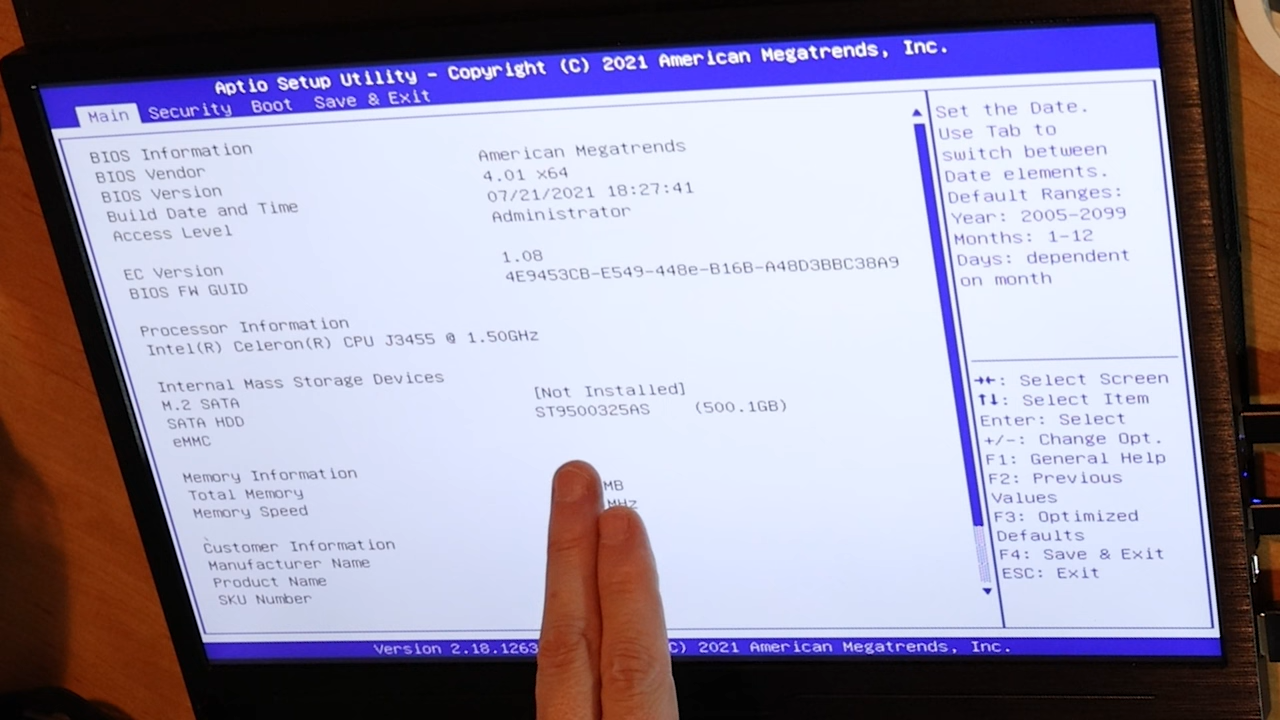 Aptio Setup Utility - Copyright (C) 2021 American Megatrends, Inc.
Main Security Boot Save & Exit
BIOS Information
BIOS Vendor American Megatrends
BIOS Version 4.01 x64
Build Date and Time 07/21/2021 18:27:41
Access Level Administrator
EC Version 1.08
BIOS FW GUID 4E9453CB-E549-448e-B16B-A48D3BBC38A9
Processor Information
Intel(R) Celeron(R) CPU J3455 @ 1.50GHz
Internal Mass Storage Devices
M.2 SATA [Not Installed]
SATA HDD ST9500325AS (500.1GB)
eMMC
Memory Information
Total Memory MB
Memory Speed MHz
Customer Information
Manufacturer Name
Product Name
SKU Number
Set the Date.
Use Tab to
switch between
Date elements.
Default Ranges:
Year: 2005-2099
Months: 1-12
Days: dependent
on month
→←: Select Screen
↑↓: Select Item
Enter: Select
+/-: Change Opt.
F1: General Help
F2: Previous
Values
F3: Optimized
Defaults
F4: Save & Exit
ESC: Exit
Version 2.18.1263 C) 2021 American Megatrends, Inc.